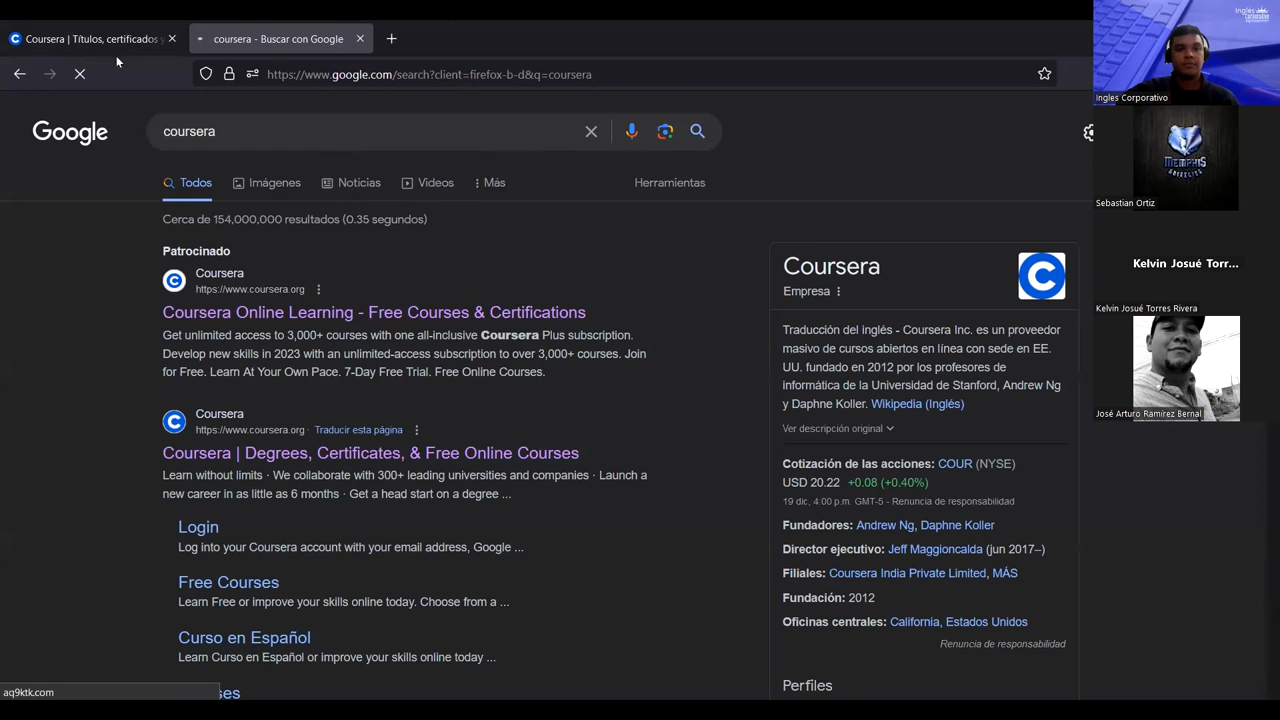 Coursera | Títulos, certificados y
coursera - Buscar con Google
https://www.google.com/search?client=firefox-b-d&q=coursera
Google
coursera
Todos
Imágenes
Noticias
Videos
Más
Herramientas
Cerca de 154,000,000 resultados (0.35 segundos)
Patrocinado
Coursera
https://www.coursera.org
Coursera Online Learning - Free Courses & Certifications
Get unlimited access to 3,000+ courses with one all-inclusive Coursera Plus subscription.
Develop new skills in 2023 with an unlimited-access subscription to over 3,000+ courses. Join
for Free. Learn At Your Own Pace. 7-Day Free Trial. Free Online Courses.
Coursera
https://www.coursera.org · Traducir esta página
Coursera | Degrees, Certificates, & Free Online Courses
Learn without limits · We collaborate with 300+ leading universities and companies · Launch a
new career in as little as 6 months · Get a head start on a degree ...
Login
Log into your Coursera account with your email address, Google ...
Free Courses
Learn Free or improve your skills online today. Choose from a ...
Curso en Español
Learn Curso en Español or improve your skills online today ...
ses
aq9ktk.com
Coursera
Empresa
Traducción del inglés - Coursera Inc. es un proveedor
masivo de cursos abiertos en línea con sede en EE.
UU. fundado en 2012 por los profesores de
informática de la Universidad de Stanford, Andrew Ng
y Daphne Koller. Wikipedia (Inglés)
Ver descripción original
Cotización de las acciones: COUR (NYSE)
USD 20.22 +0.08 (+0.40%)
19 dic, 4:00 p.m. GMT-5 - Renuncia de responsabilidad
Fundadores: Andrew Ng, Daphne Koller
Director ejecutivo: Jeff Maggioncalda (jun 2017–)
Filiales: Coursera India Private Limited, MÁS
Fundación: 2012
Oficinas centrales: California, Estados Unidos
Renuncia de responsabilidad
Perfiles
Inglés
Corporativo
Ingles Corporativo
MEMPHIS
GRIZZLIES
Sebastian Ortiz
Kelvin Josué Torr...
Kelvin Josué Torres Rivera
José Arturo Ramírez Bernal